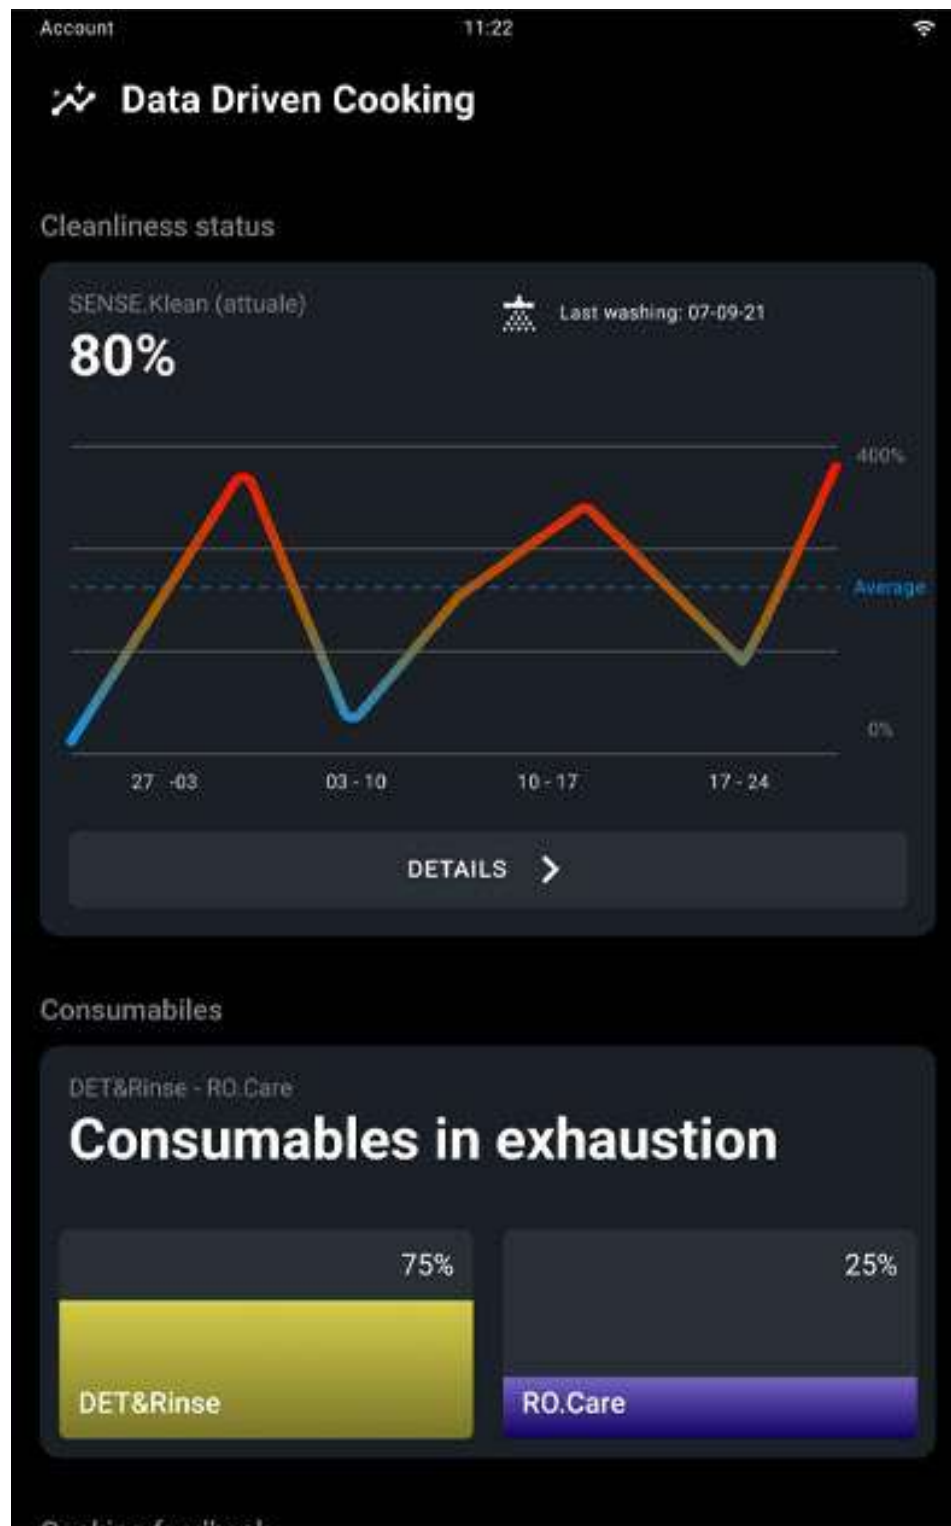 Account 11:22
Data Driven Cooking
Cleanliness status
SENSE.Klean (attuale)
80%
Last washing: 07-09-21
400%
Average
0%
27 -03 03 - 10 10 - 17 17 - 24
DETAILS
Consumabiles
DET&Rinse - RO.Care
Consumables in exhaustion
75%
DET&Rinse
25%
RO.Care